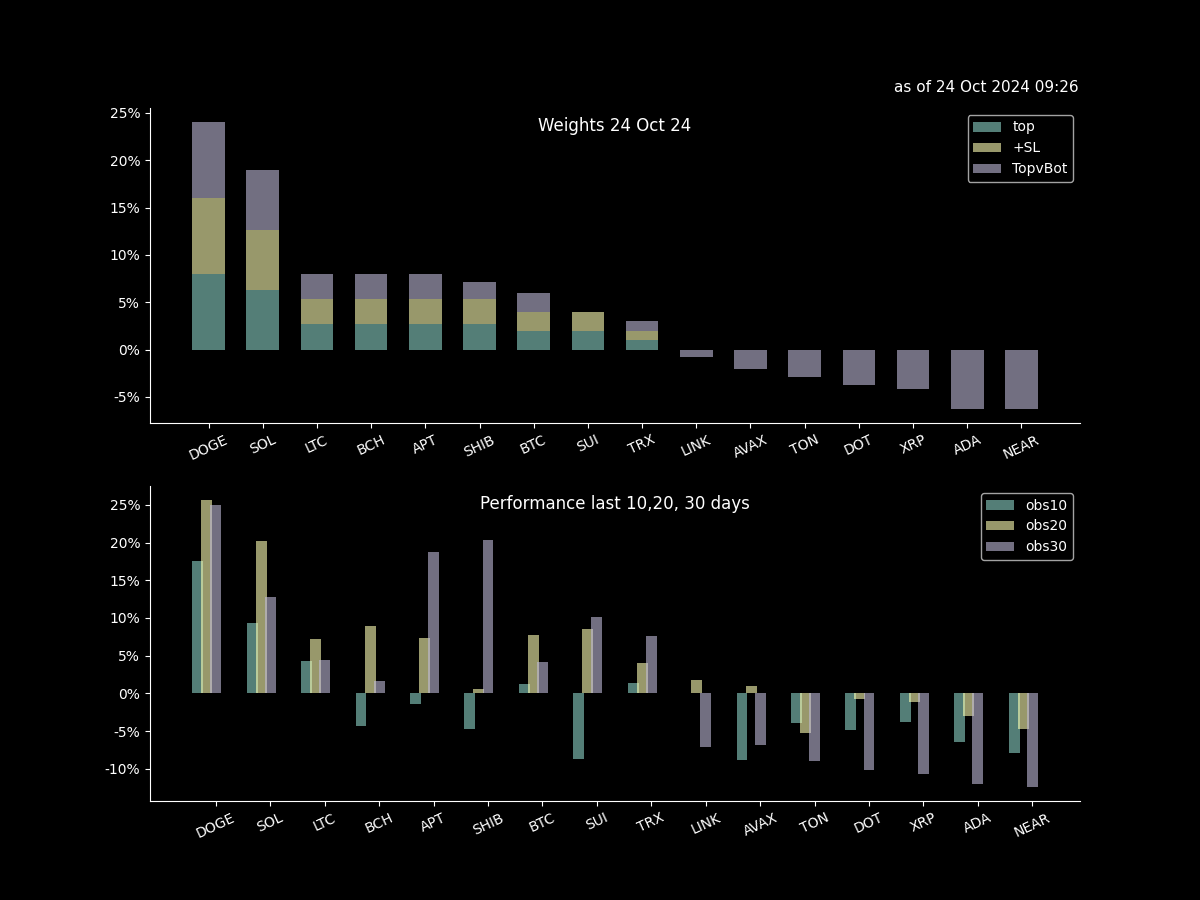 as of 24 Oct 2024 09:26
Weights 24 Oct 24
top
+SL
TopvBot
25%
20%
15%
10%
5%
0%
-5%
DOGE SOL LTC BCH APT SHIB BTC SUI TRX LINK AVAX TON DOT XRP ADA NEAR
Performance last 10,20, 30 days
obs10
obs20
obs30
25%
20%
15%
10%
5%
0%
-5%
-10%
DOGE SOL LTC BCH APT SHIB BTC SUI TRX LINK AVAX TON DOT XRP ADA NEAR